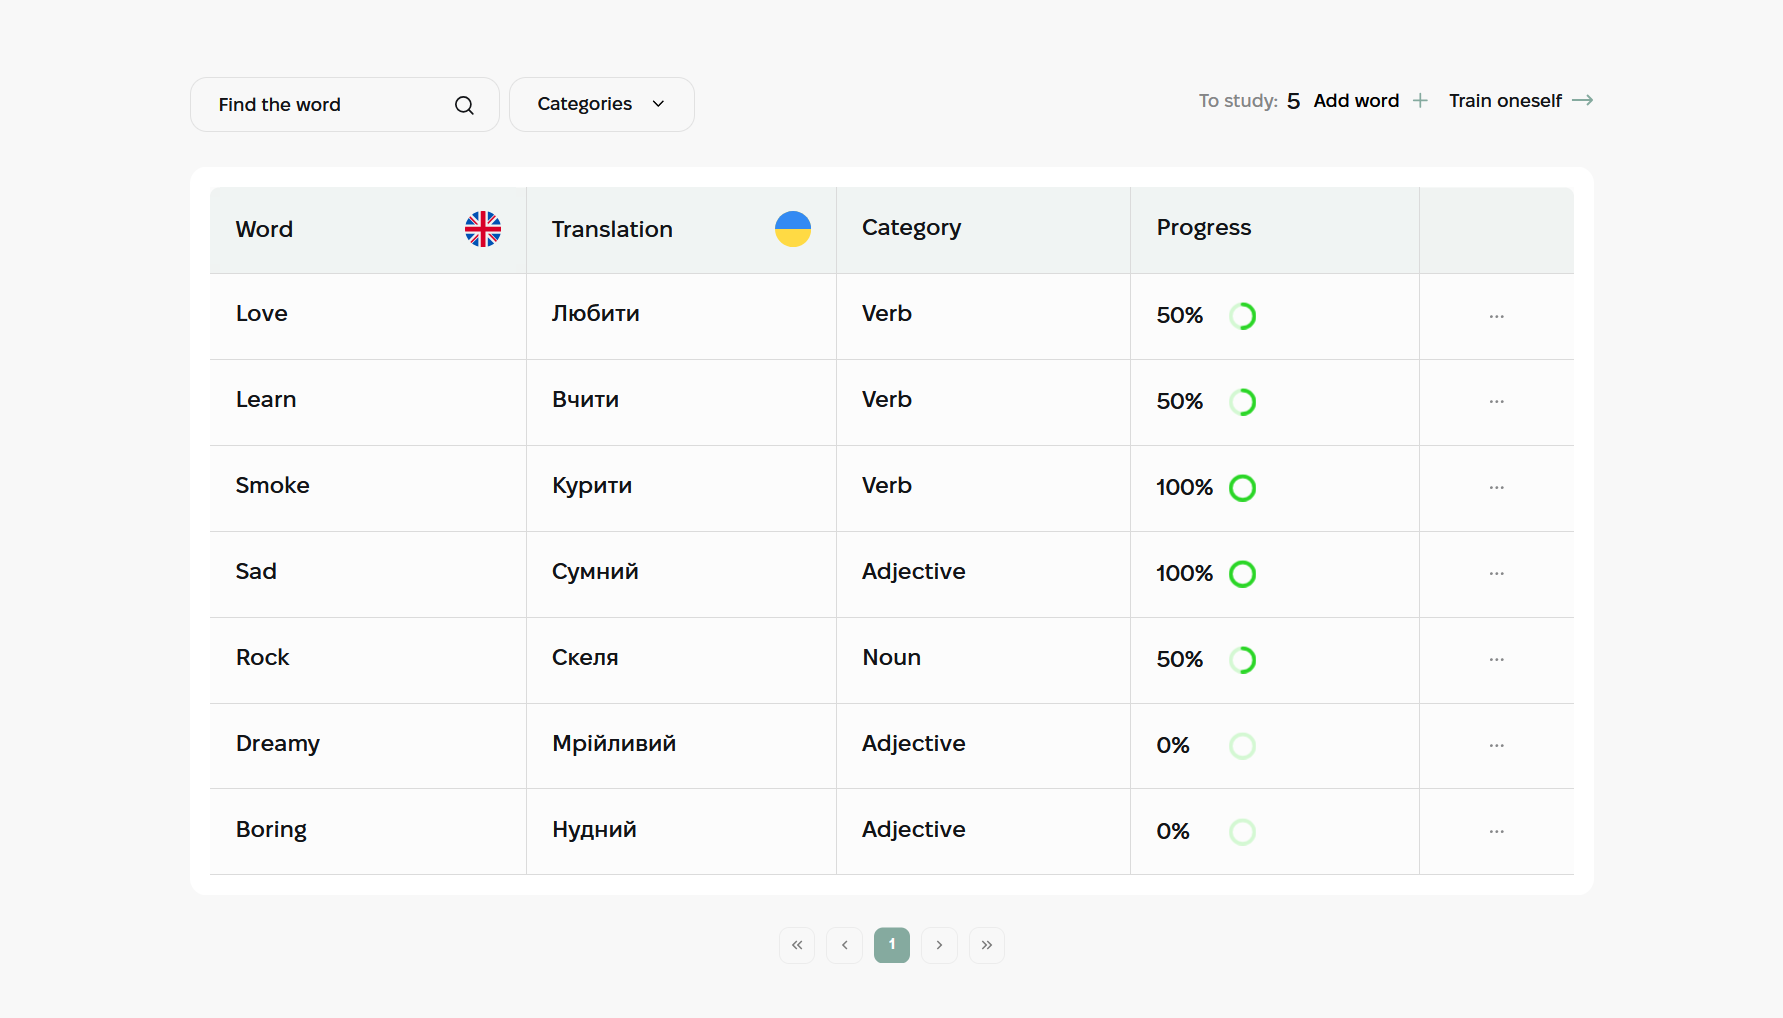 Find the word
Categories
To study: 5 Add word Train oneself
Word Translation Category Progress
Love Любити Verb 50% ...
Learn Вчити Verb 50% ...
Smoke Курити Verb 100% ...
Sad Сумний Adjective 100% ...
Rock Скеля Noun 50% ...
Dreamy Мрійливий Adjective 0% ...
Boring Нудний Adjective 0% ...
« ‹ 1 › »